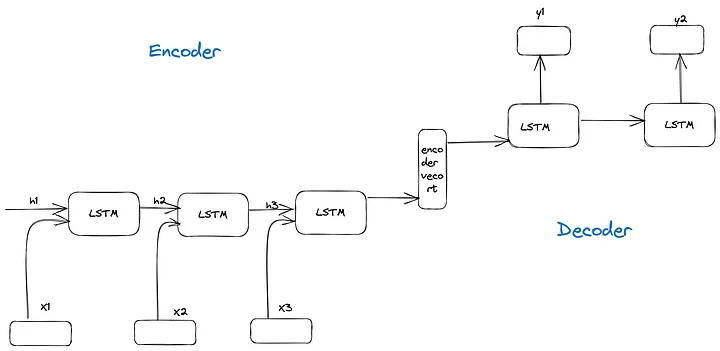 Encoder
y1
y2
LSTM
LSTM
enco
der
veco
rt
h1
h2
h3
LSTM
LSTM
LSTM
Decoder
X1
X2
X3